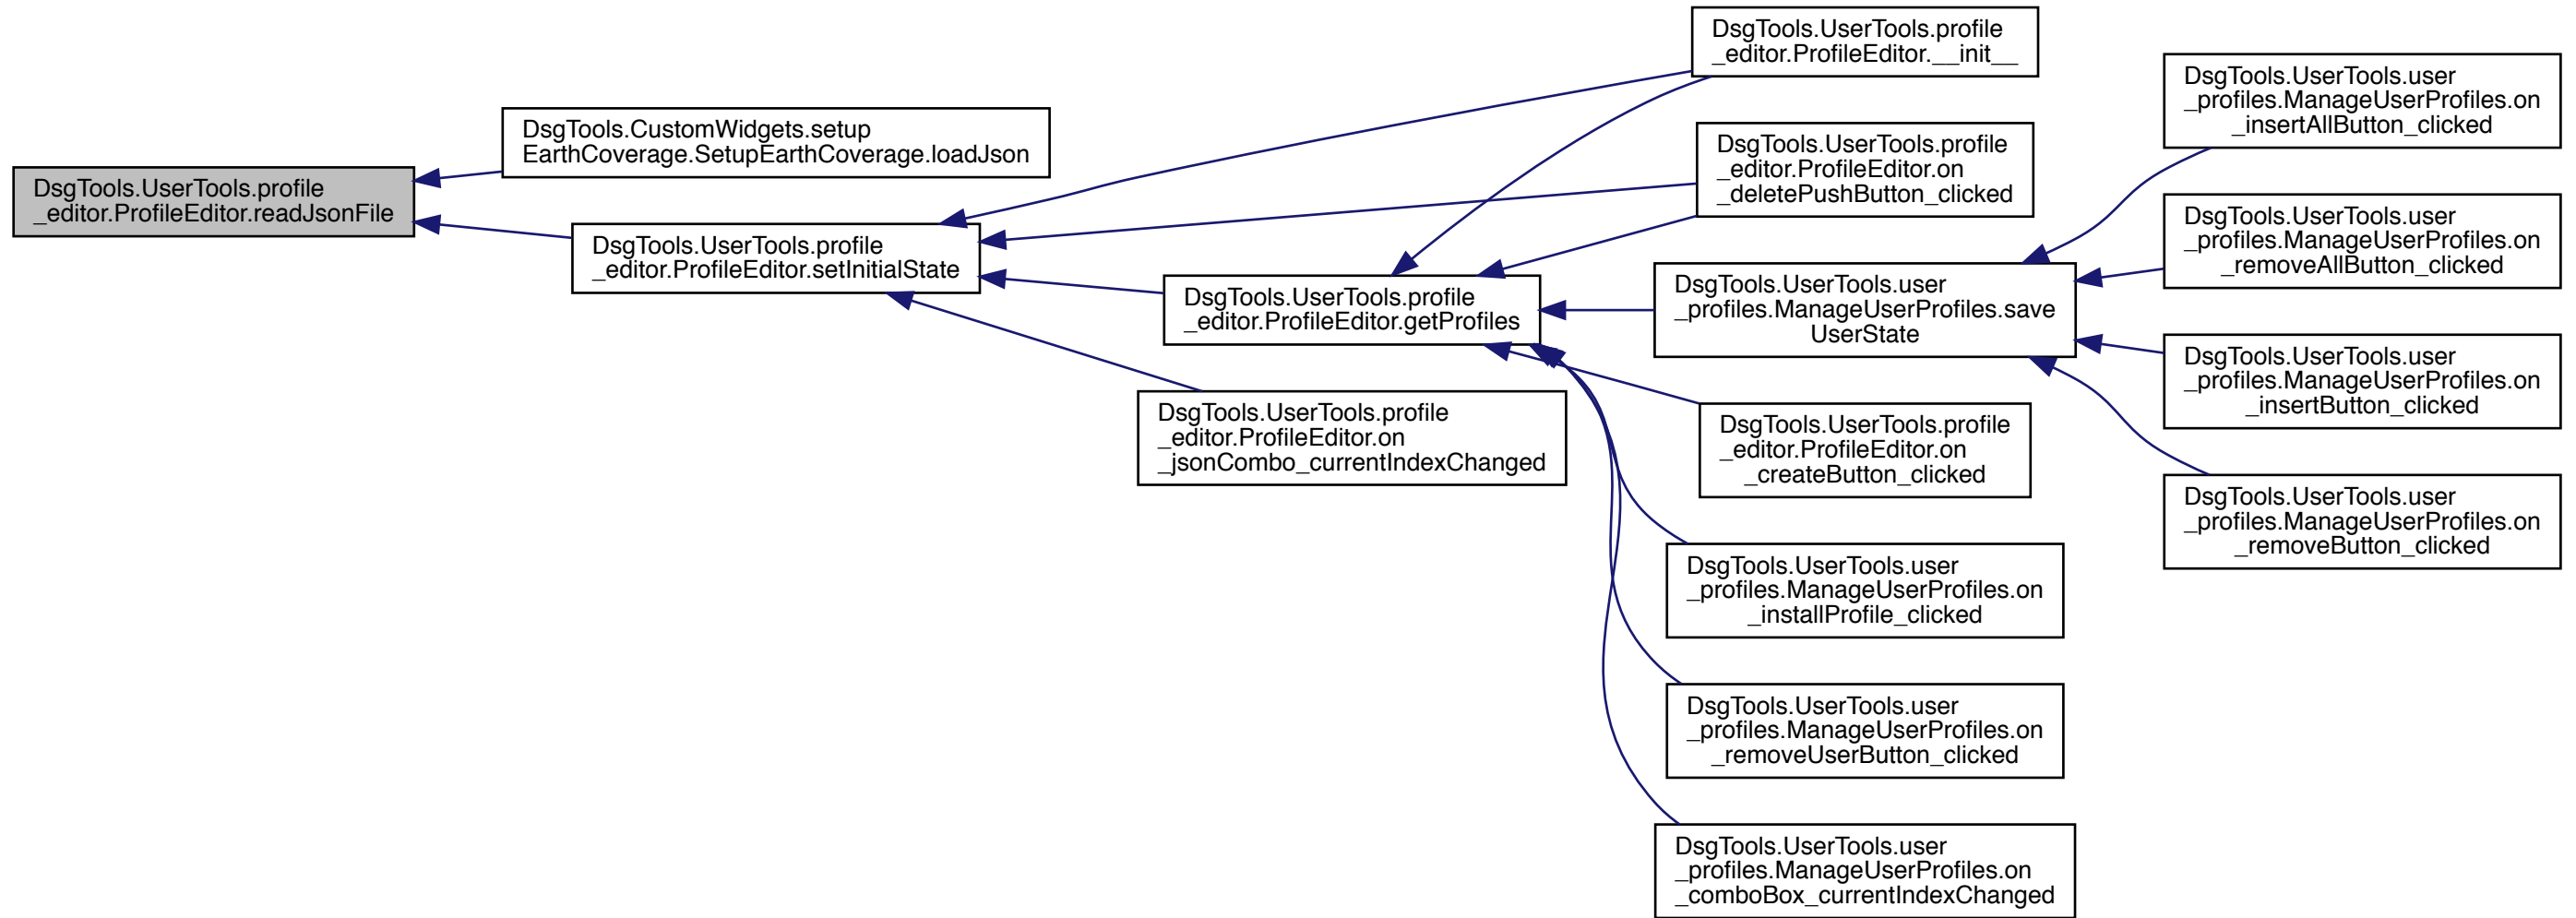 DsgTools.UserTools.profile
_editor.ProfileEditor.readJsonFile
DsgTools.CustomWidgets.setup
EarthCoverage.SetupEarthCoverage.loadJson
DsgTools.UserTools.profile
_editor.ProfileEditor.setInitialState
DsgTools.UserTools.profile
_editor.ProfileEditor.__init__
DsgTools.UserTools.profile
_editor.ProfileEditor.on
_deletePushButton_clicked
DsgTools.UserTools.profile
_editor.ProfileEditor.getProfiles
DsgTools.UserTools.profile
_editor.ProfileEditor.on
_jsonCombo_currentIndexChanged
DsgTools.UserTools.user
_profiles.ManageUserProfiles.save
UserState
DsgTools.UserTools.profile
_editor.ProfileEditor.on
_createButton_clicked
DsgTools.UserTools.user
_profiles.ManageUserProfiles.on
_installProfile_clicked
DsgTools.UserTools.user
_profiles.ManageUserProfiles.on
_removeUserButton_clicked
DsgTools.UserTools.user
_profiles.ManageUserProfiles.on
_comboBox_currentIndexChanged
DsgTools.UserTools.user
_profiles.ManageUserProfiles.on
_insertAllButton_clicked
DsgTools.UserTools.user
_profiles.ManageUserProfiles.on
_removeAllButton_clicked
DsgTools.UserTools.user
_profiles.ManageUserProfiles.on
_insertButton_clicked
DsgTools.UserTools.user
_profiles.ManageUserProfiles.on
_removeButton_clicked